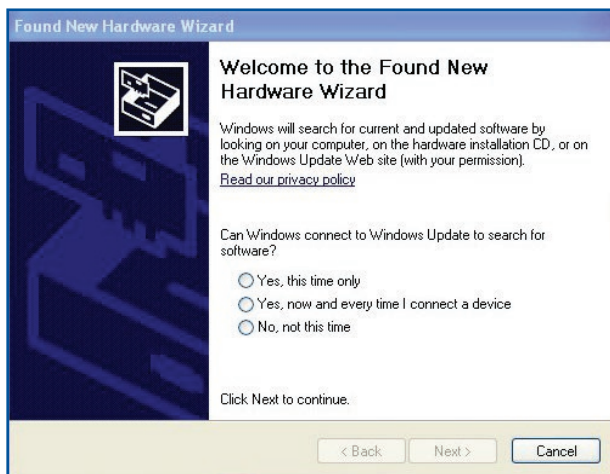 Found New Hardware Wizard
Welcome to the Found New
Hardware Wizard
Windows will search for current and updated software by
looking on your computer, on the hardware installation CD, or on
the Windows Update Web site (with your permission).
Read our privacy policy
Can Windows connect to Windows Update to search for
software?
Yes, this time only
Yes, now and every time I connect a device
No, not this time
Click Next to continue.
< Back Next > Cancel